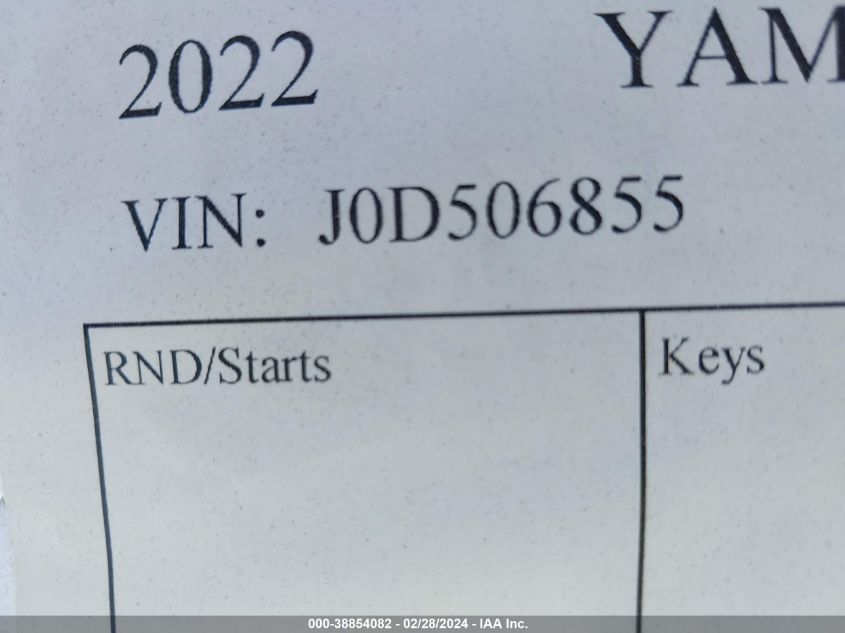 2022 YAM
VIN: J0D506855
RND/Starts Keys
000-38854082 - 02/28/2024 - IAA Inc.